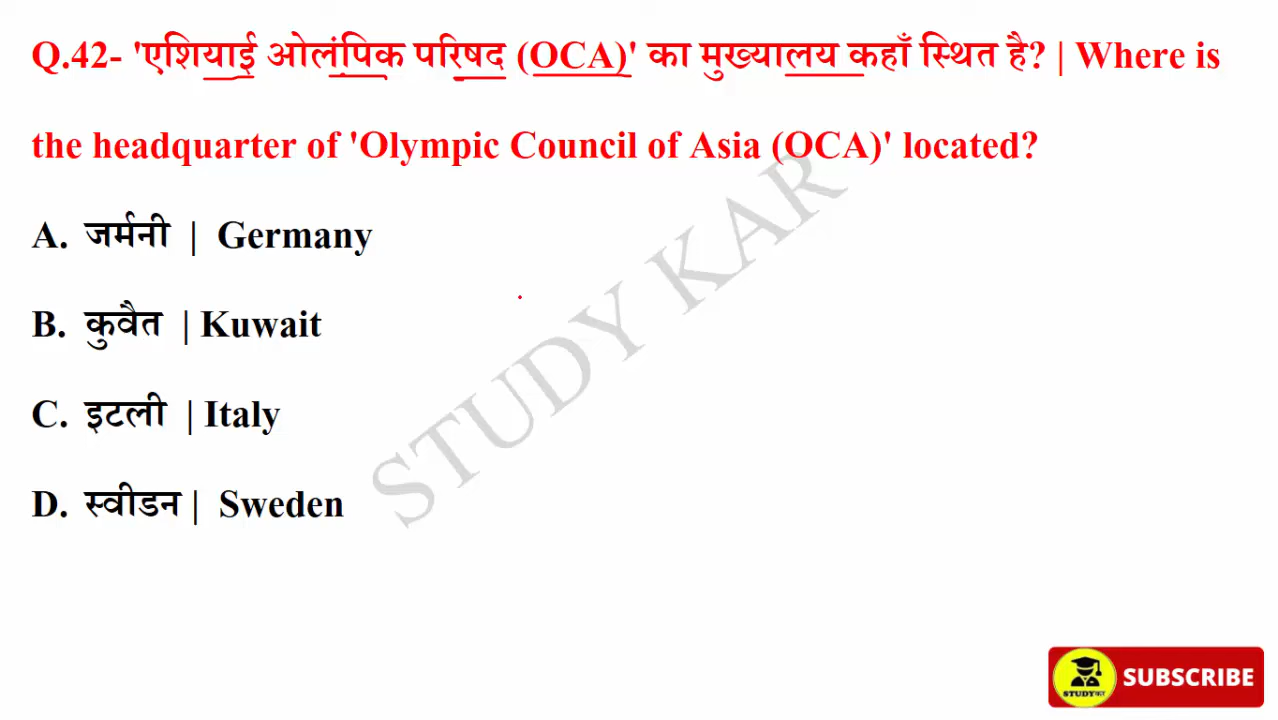 Q.42- 'एशियाई ओलंपिक परिषद (OCA)' का मुख्यालय कहाँ स्थित है? | Where is
the headquarter of 'Olympic Council of Asia (OCA)' located?
A. जर्मनी | Germany
B. कुवैत | Kuwait
C. इटली | Italy
D. स्वीडन | Sweden
STUDY KAR
SUBSCRIBE
STUDYकर